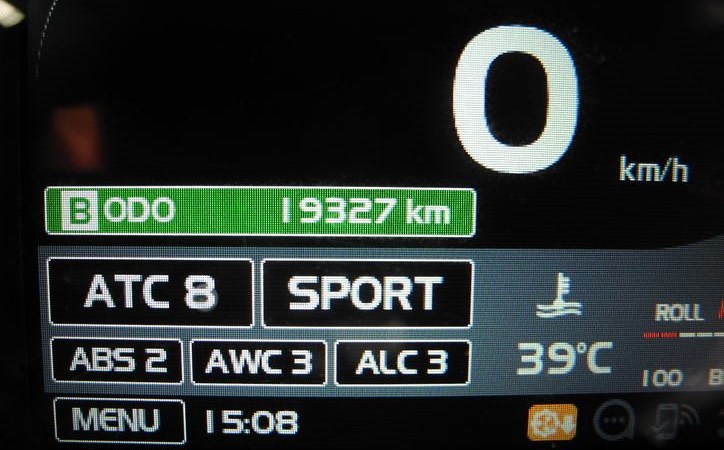 0
km/h
B ODO 19327 km
ATC 8 SPORT
ROLL
ABS 2 AWC 3 ALC 3 39°C
100
MENU 15:08